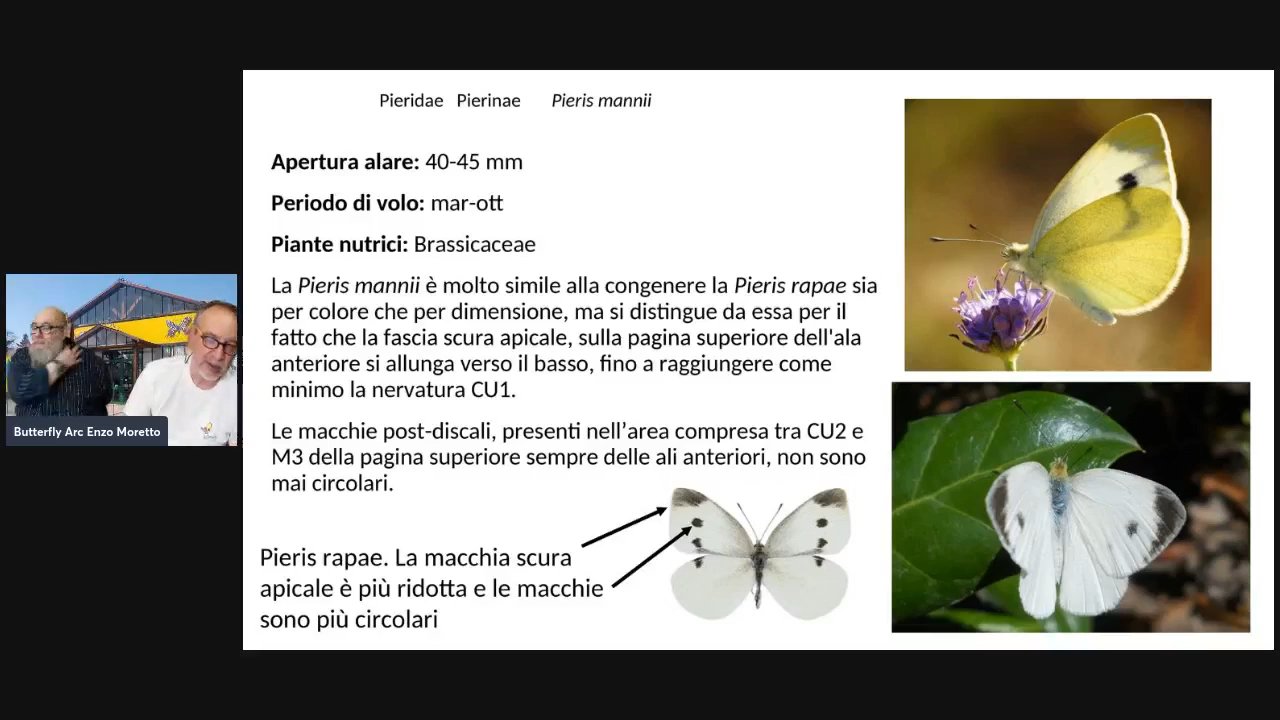 Pieridae Pierinae Pieris mannii
Apertura alare: 40-45 mm
Periodo di volo: mar-ott
Piante nutrici: Brassicaceae
La Pieris mannii è molto simile alla congenere la Pieris rapae sia
per colore che per dimensione, ma si distingue da essa per il
fatto che la fascia scura apicale, sulla pagina superiore dell'ala
anteriore si allunga verso il basso, fino a raggiungere come
minimo la nervatura CU1.
Le macchie post-discali, presenti nell’area compresa tra CU2 e
M3 della pagina superiore sempre delle ali anteriori, non sono
mai circolari.
Pieris rapae. La macchia scura
apicale è più ridotta e le macchie
sono più circolari
Butterfly Arc Enzo Moretto